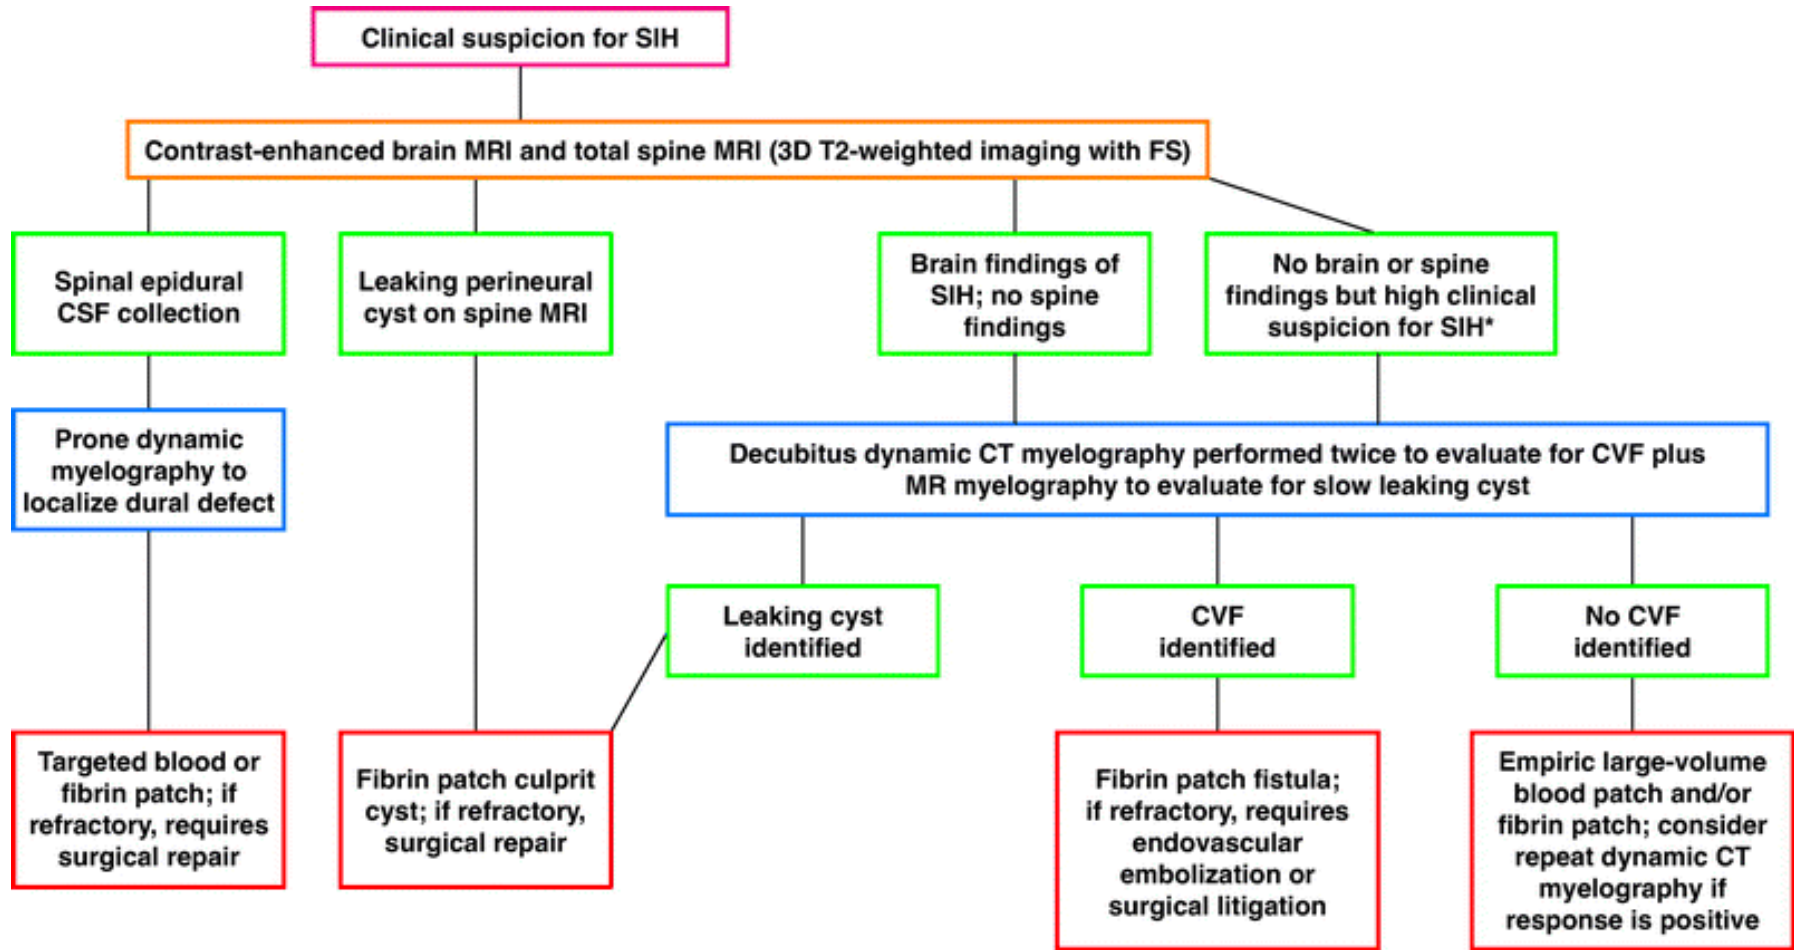 Clinical suspicion for SIH
Contrast-enhanced brain MRI and total spine MRI (3D T2-weighted imaging with FS)
Spinal epidural
CSF collection
Leaking perineural
cyst on spine MRI
Brain findings of
SIH; no spine
findings
No brain or spine
findings but high clinical
suspicion for SIH*
Prone dynamic
myelography to
localize dural defect
Decubitus dynamic CT myelography performed twice to evaluate for CVF plus
MR myelography to evaluate for slow leaking cyst
Leaking cyst
identified
CVF
identified
No CVF
identified
Targeted blood or
fibrin patch; if
refractory, requires
surgical repair
Fibrin patch culprit
cyst; if refractory,
surgical repair
Fibrin patch fistula;
if refractory, requires
endovascular
embolization or
surgical litigation
Empiric large-volume
blood patch and/or
fibrin patch; consider
repeat dynamic CT
myelography if
response is positive